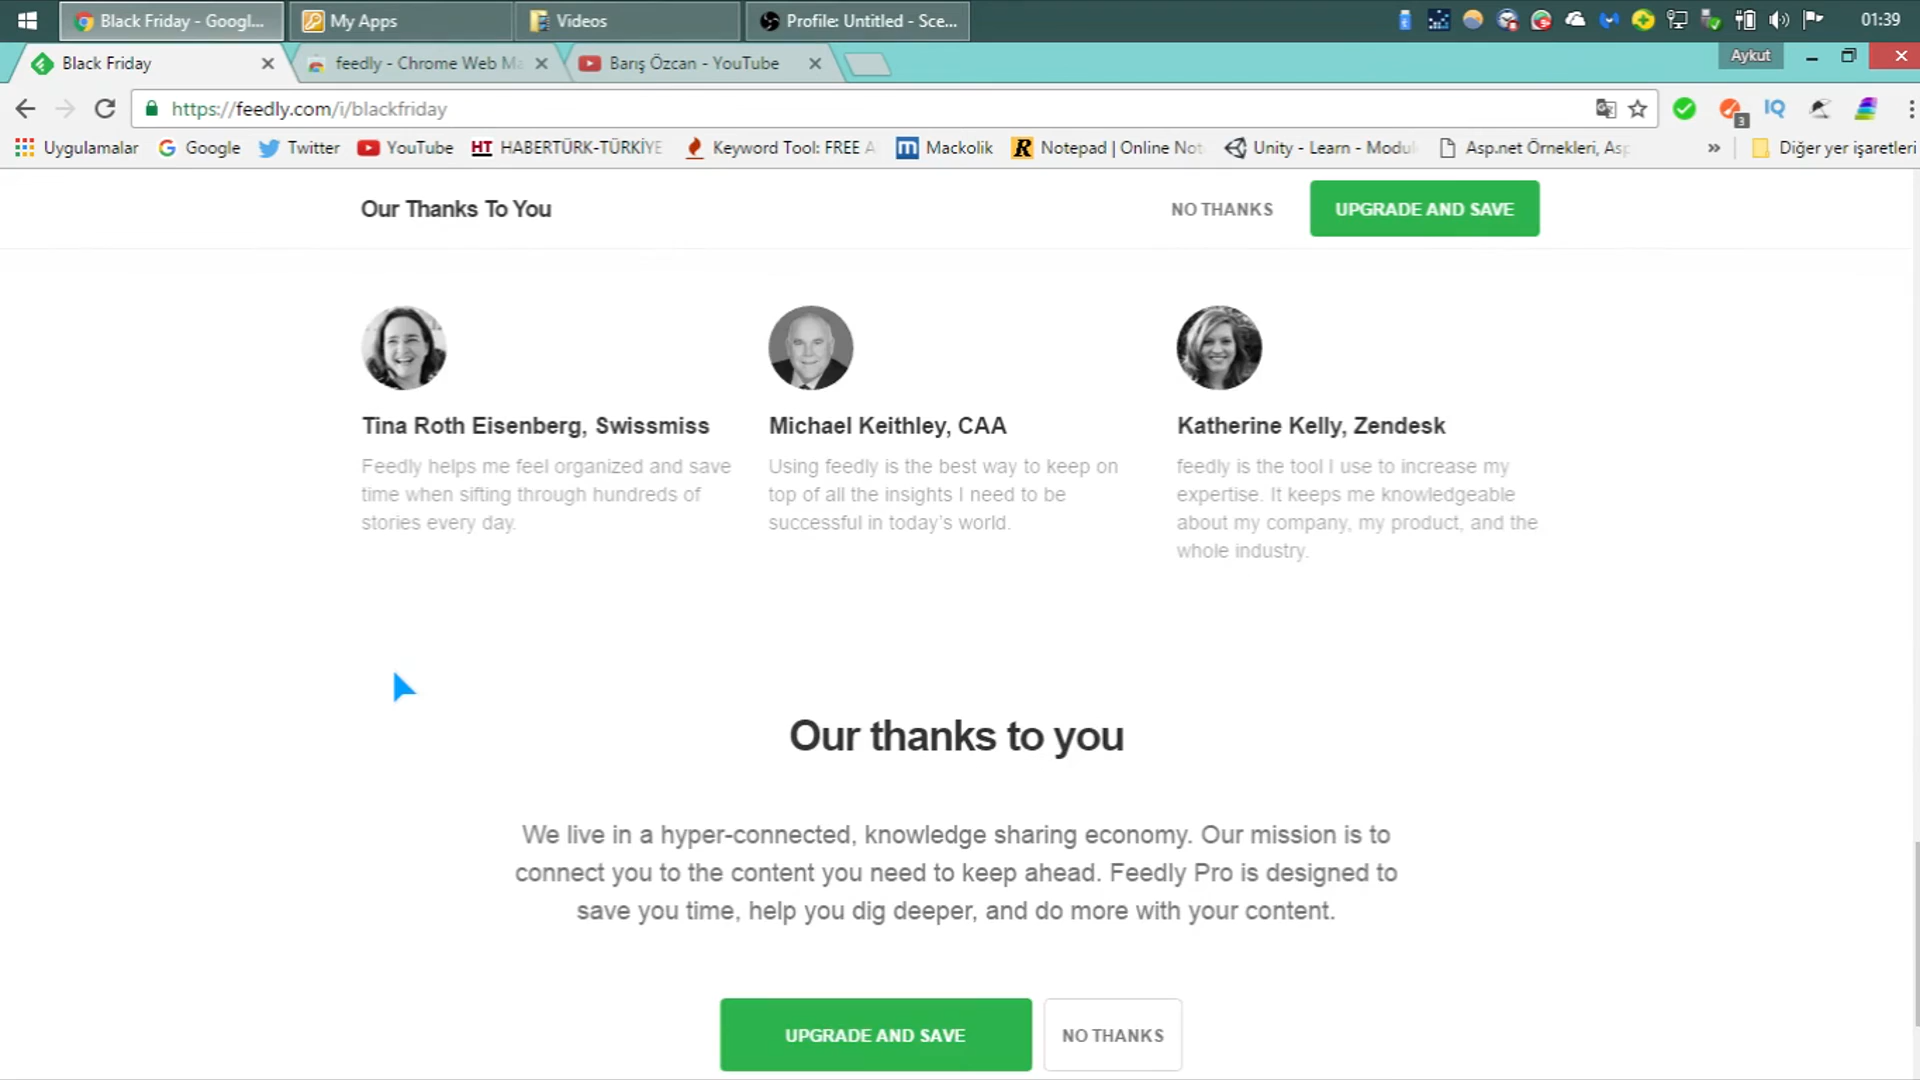 Black Friday - Googl...
My Apps
Videos
Profile: Untitled - Sce...
01:39
Black Friday
feedly - Chrome Web
Barış Özcan - YouTube
Aykut
https://feedly.com/i/blackfriday
3
IQ
Uygulamalar
Google
Twitter
YouTube
HT HABERTÜRK-TÜRKİYE
Keyword Tool: FREE
m Mackolik
R Notepad | Online
Unity - Learn -
Asp.net Örnekleri,
»
Diğer yer işaretleri
Our Thanks To You
NO THANKS
UPGRADE AND SAVE
Tina Roth Eisenberg, Swissmiss
Feedly helps me feel organized and save
time when sifting through hundreds of
stories every day.
Michael Keithley, CAA
Using feedly is the best way to keep on
top of all the insights I need to be
successful in today's world.
Katherine Kelly, Zendesk
feedly is the tool I use to increase my
expertise. It keeps me knowledgeable
about my company, my product, and the
whole industry.
Our thanks to you
We live in a hyper-connected, knowledge sharing economy. Our mission is to
connect you to the content you need to keep ahead. Feedly Pro is designed to
save you time, help you dig deeper, and do more with your content.
UPGRADE AND SAVE
NO THANKS